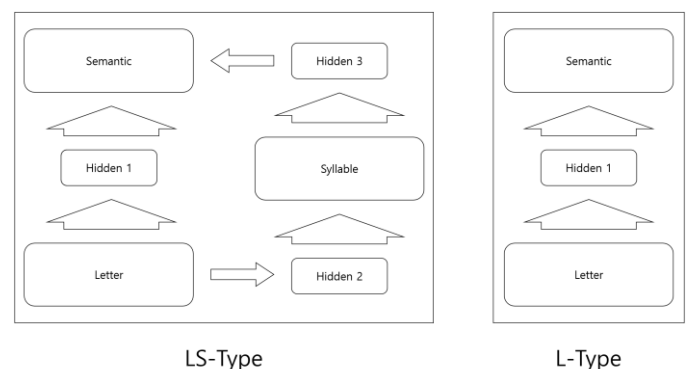 Semantic
Hidden 3
Hidden 1
Syllable
Letter
Hidden 2
LS-Type
Semantic
Hidden 1
Letter
L-Type